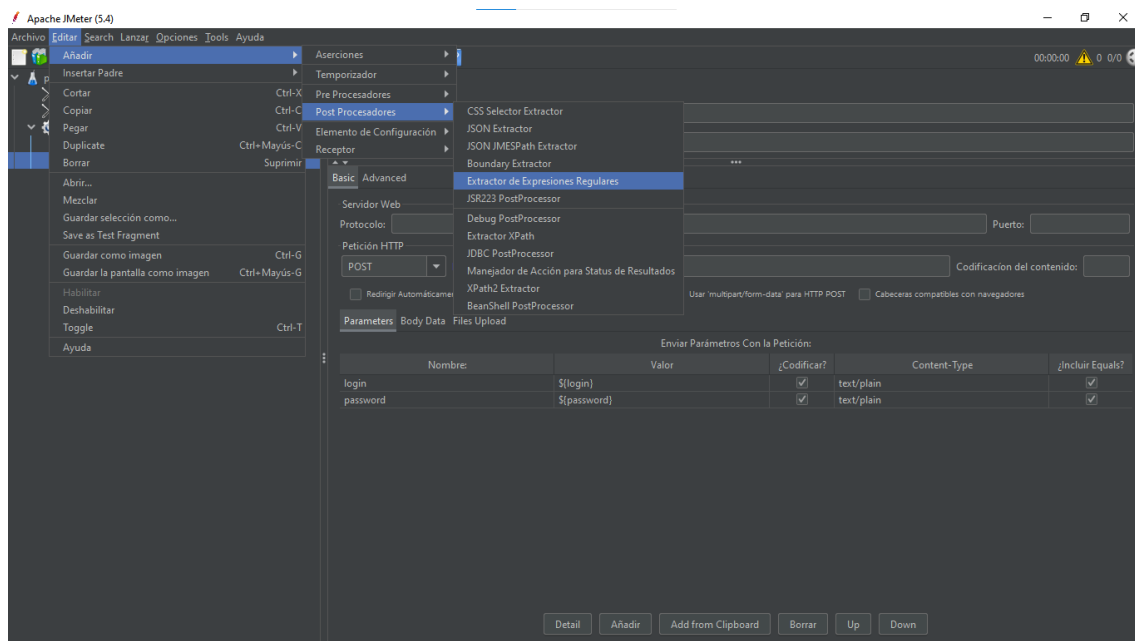 Apache JMeter (5.4)
Archivo Editar Search Lanzar Opciones Tools Ayuda
00:00:00 0 0/0
Añadir
Insertar Padre
Cortar Ctrl-X
Copiar Ctrl-C
Pegar Ctrl-V
Duplicate Ctrl+Mayús-C
Borrar Suprimir
Abrir...
Mezclar
Guardar selección como...
Save as Test Fragment
Guardar como imagen Ctrl-G
Guardar la pantalla como imagen Ctrl+Mayús-G
Habilitar
Deshabilitar
Toggle Ctrl-T
Ayuda
Aserciones
Temporizador
Pre Procesadores
Post Procesadores
Elemento de Configuración
Receptor
CSS Selector Extractor
JSON Extractor
JSON JMESPath Extractor
Boundary Extractor
Extractor de Expresiones Regulares
JSR223 PostProcessor
Debug PostProcessor
Extractor XPath
JDBC PostProcessor
Manejador de Acción para Status de Resultados
XPath2 Extractor
BeanShell PostProcessor
Basic Advanced
Servidor Web
Protocolo: Puerto:
Petición HTTP
POST Codificación del contenido:
Redirigir Automáticame Usar 'multipart/form-data' para HTTP POST Cabeceras compatibles con navegadores
Parameters Body Data Files Upload
Enviar Parámetros Con la Petición:
Nombre: Valor ¿Codificar? Content-Type ¿Incluir Equals?
login ${login} text/plain
password ${password} text/plain
Detail Añadir Add from Clipboard Borrar Up Down